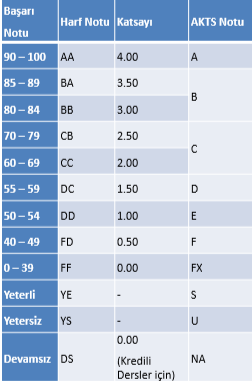 Başarı Notu Harf Notu Katsayı AKTS Notu
90 – 100 AA 4.00 A
85 – 89 BA 3.50 B
80 – 84 BB 3.00
70 – 79 CB 2.50 C
60 – 69 CC 2.00
55 – 59 DC 1.50 D
50 – 54 DD 1.00 E
40 – 49 FD 0.50 F
0 – 39 FF 0.00 FX
Yeterli YE - S
Yetersiz YS - U
Devamsız DS 0.00 (Kredili Dersler için) NA